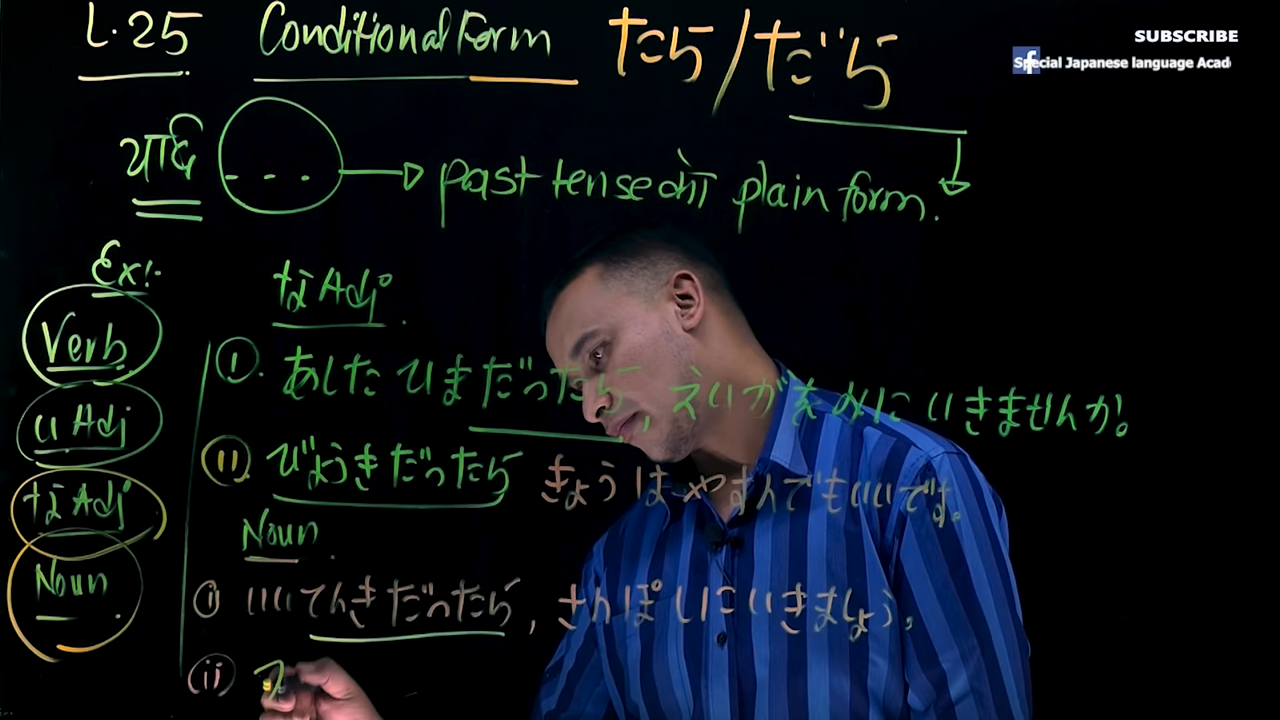 L.25 Conditional Form たら/だら
SUBSCRIBE
Special Japanese language Acad
यदि ... → past tense को plain form.
Ex:
Verb
い Adj
な Adj
Noun
な Adj
①. あした ひまだったら, えいがを みに いきませんか。
(ii) びょうきだったら きょうは やすんでもいいです。
Noun
(i) いい てんきだったら, さんぽしに いきましょう。
(ii)